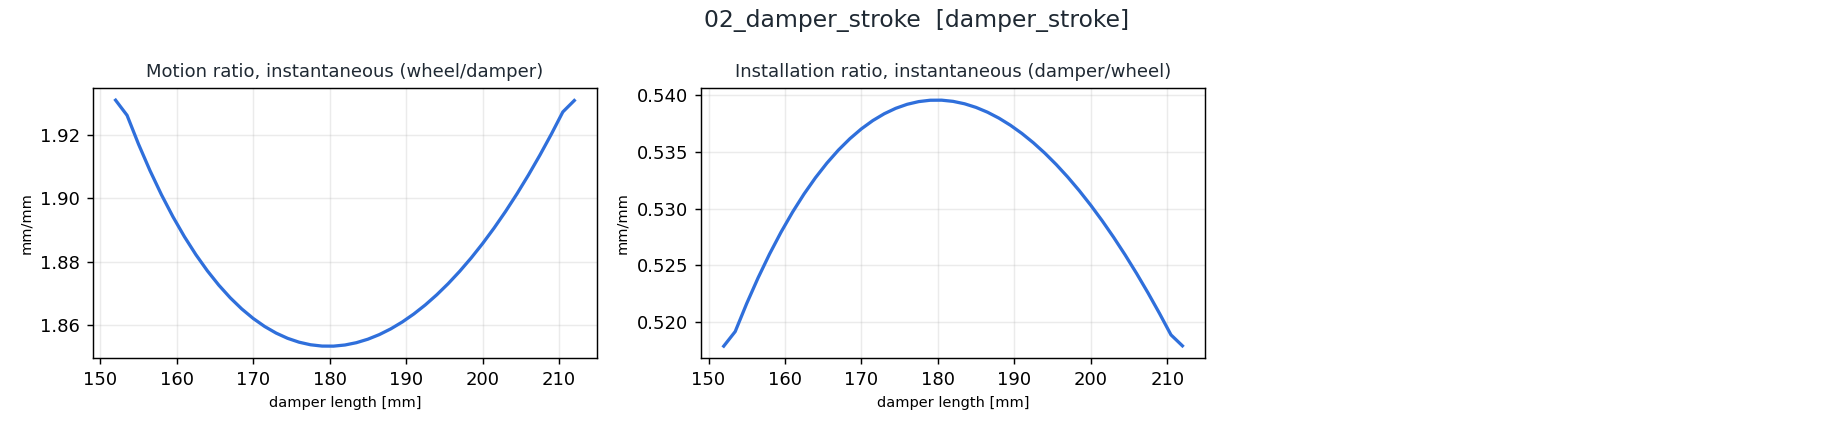 02_damper_stroke  [damper_stroke]
Motion ratio, instantaneous (wheel/damper)
mm/mm
1.92
1.90
1.88
1.86
150 160 170 180 190 200 210
damper length [mm]
Installation ratio, instantaneous (damper/wheel)
mm/mm
0.540
0.535
0.530
0.525
0.520
150 160 170 180 190 200 210
damper length [mm]